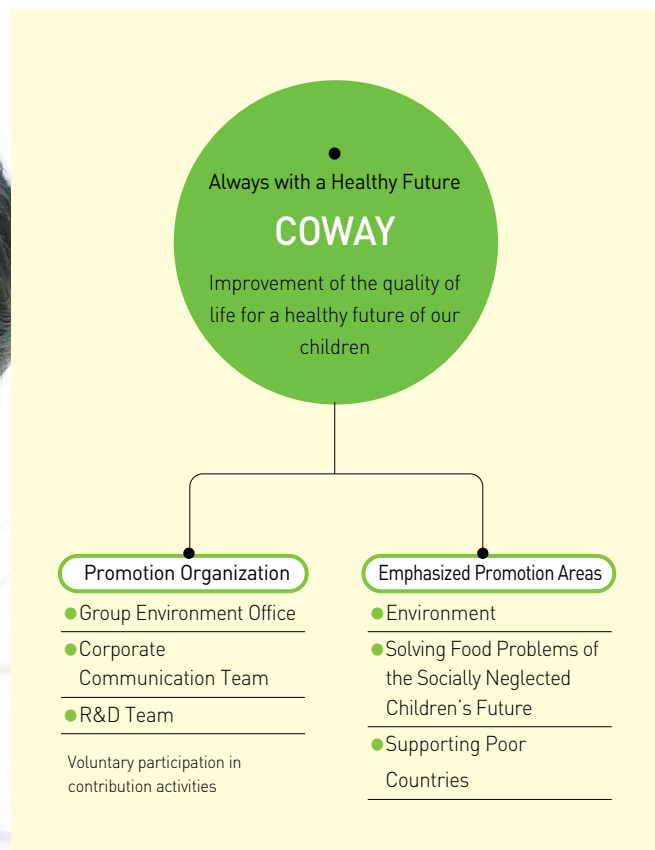 Always with a Healthy Future
COWAY
Improvement of the quality of
life for a healthy future of our
children
Promotion Organization
Group Environment Office
Corporate
Communication Team
R&D Team
Voluntary participation in
contribution activities
Emphasized Promotion Areas
Environment
Solving Food Problems of
the Socially Neglected
Children's Future
Supporting Poor
Countries